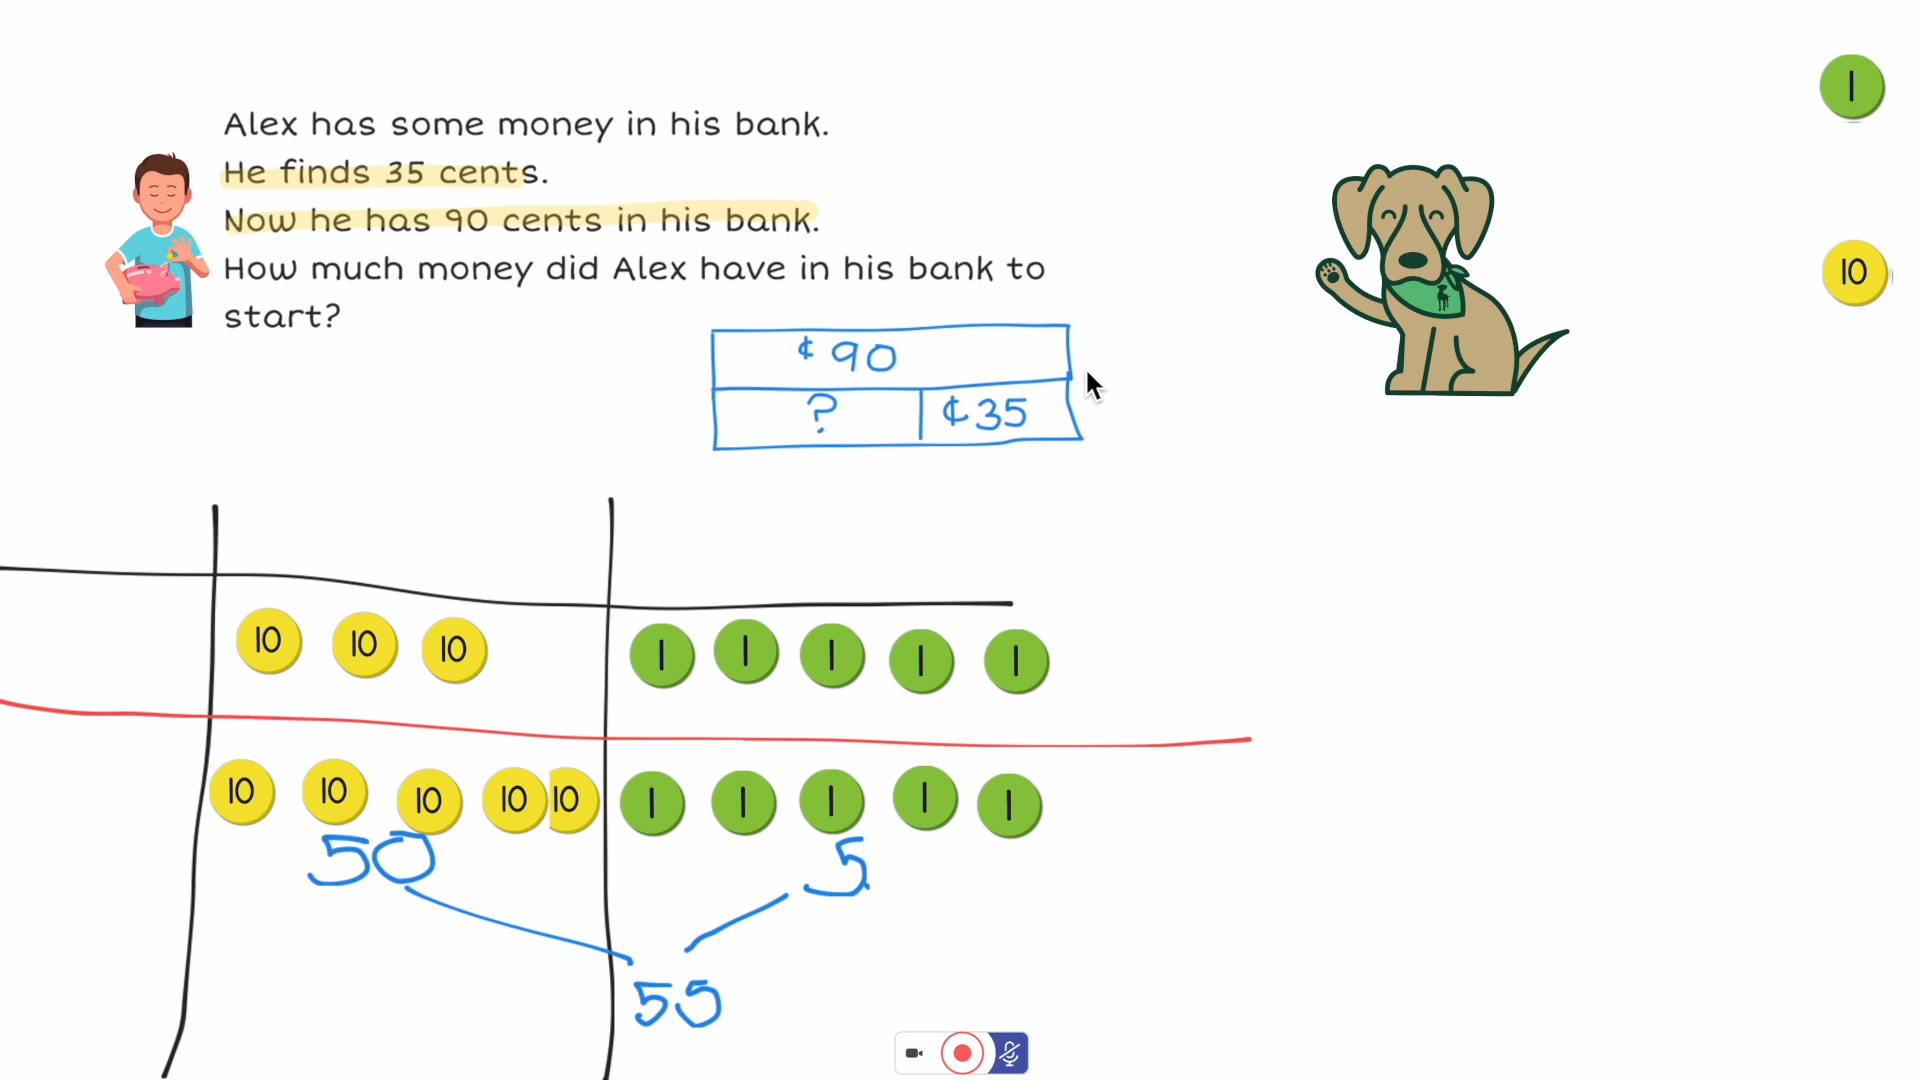 Alex has some money in his bank.
He finds 35 cents.
Now he has 90 cents in his bank.
How much money did Alex have in his bank to
start?
1
10
¢ 90
? ¢35
10 10 10 1 1 1 1 1
10 10 10 10 10 1 1 1 1 1
50 5
55